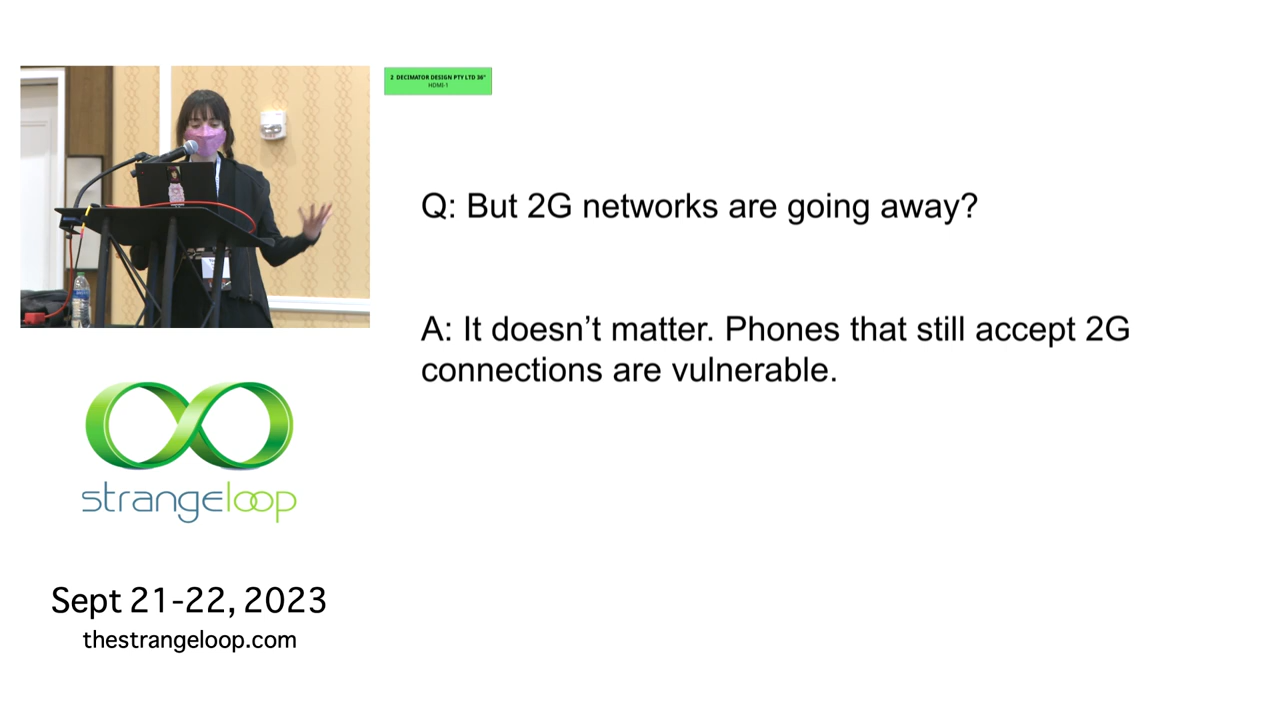 2 DECIMATOR DESIGN PTY LTD 36"
HDMI-1
Q: But 2G networks are going away?
A: It doesn’t matter. Phones that still accept 2G
connections are vulnerable.
strangeloop
Sept 21-22, 2023
thestrangeloop.com